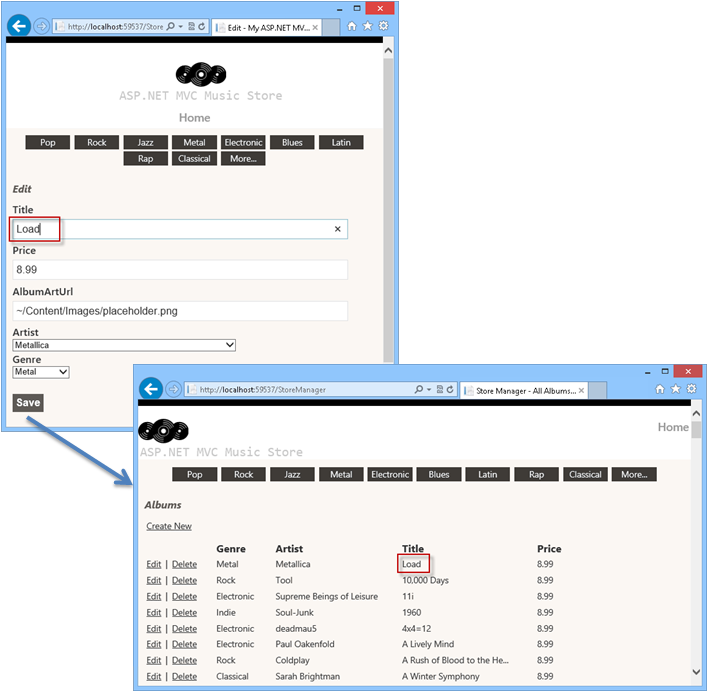 http://localhost:59537/Store
Edit - My ASP.NET MV...
ASP.NET MVC Music Store
Home
Pop Rock Jazz Metal Electronic Blues Latin
Rap Classical More...
Edit
Title
Load
Price
8.99
AlbumArtUrl
~/Content/Images/placeholder.png
Artist
Metallica
Genre
Metal
Save
http://localhost:59537/StoreManager
Store Manager - All Albums...
Home
ASP.NET MVC Music Store
Pop Rock Jazz Metal Electronic Blues Latin Rap Classical More...
Albums
Create New
Genre Artist Title Price
Edit | Delete Metal Metallica Load 8.99
Edit | Delete Rock Tool 10,000 Days 8.99
Edit | Delete Electronic Supreme Beings of Leisure 11i 8.99
Edit | Delete Indie Soul-Junk 1960 8.99
Edit | Delete Electronic deadmau5 4x4=12 8.99
Edit | Delete Electronic Paul Oakenfold A Lively Mind 8.99
Edit | Delete Rock Coldplay A Rush of Blood to the He... 8.99
Edit | Delete Classical Sarah Brightman A Winter Symphony 8.99